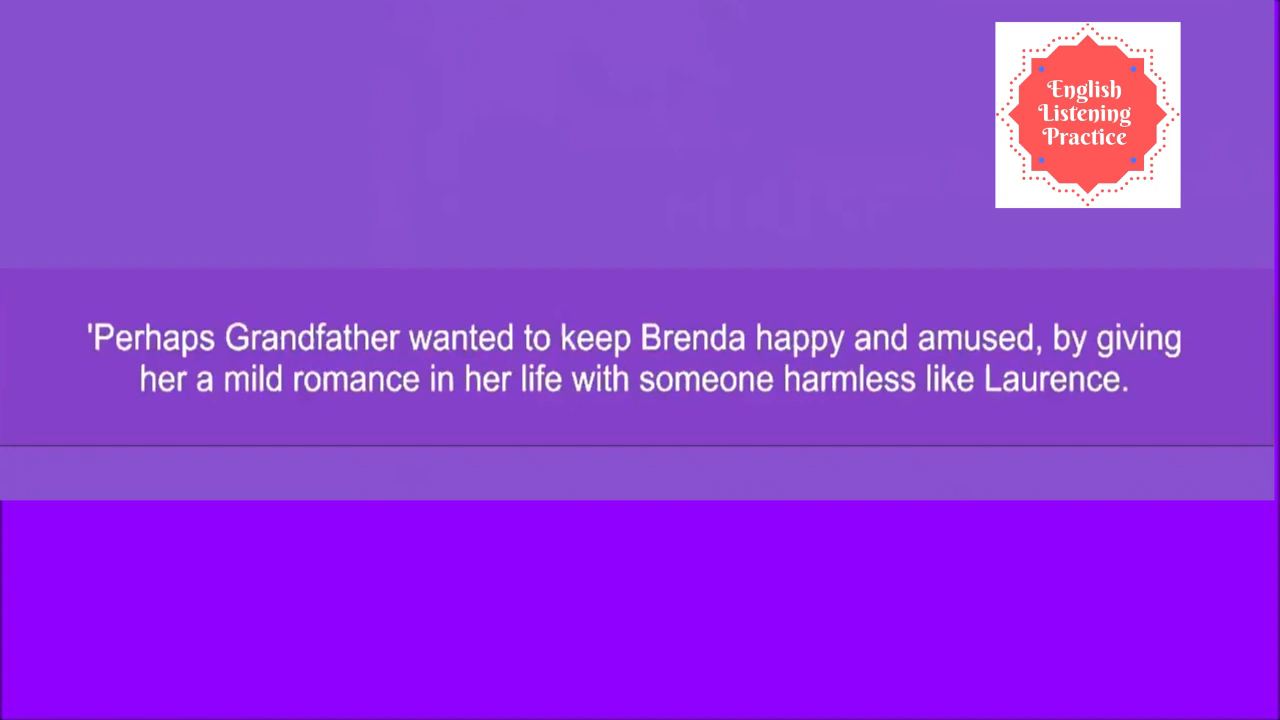 English
Listening
Practice
'Perhaps Grandfather wanted to keep Brenda happy and amused, by giving
her a mild romance in her life with someone harmless like Laurence.